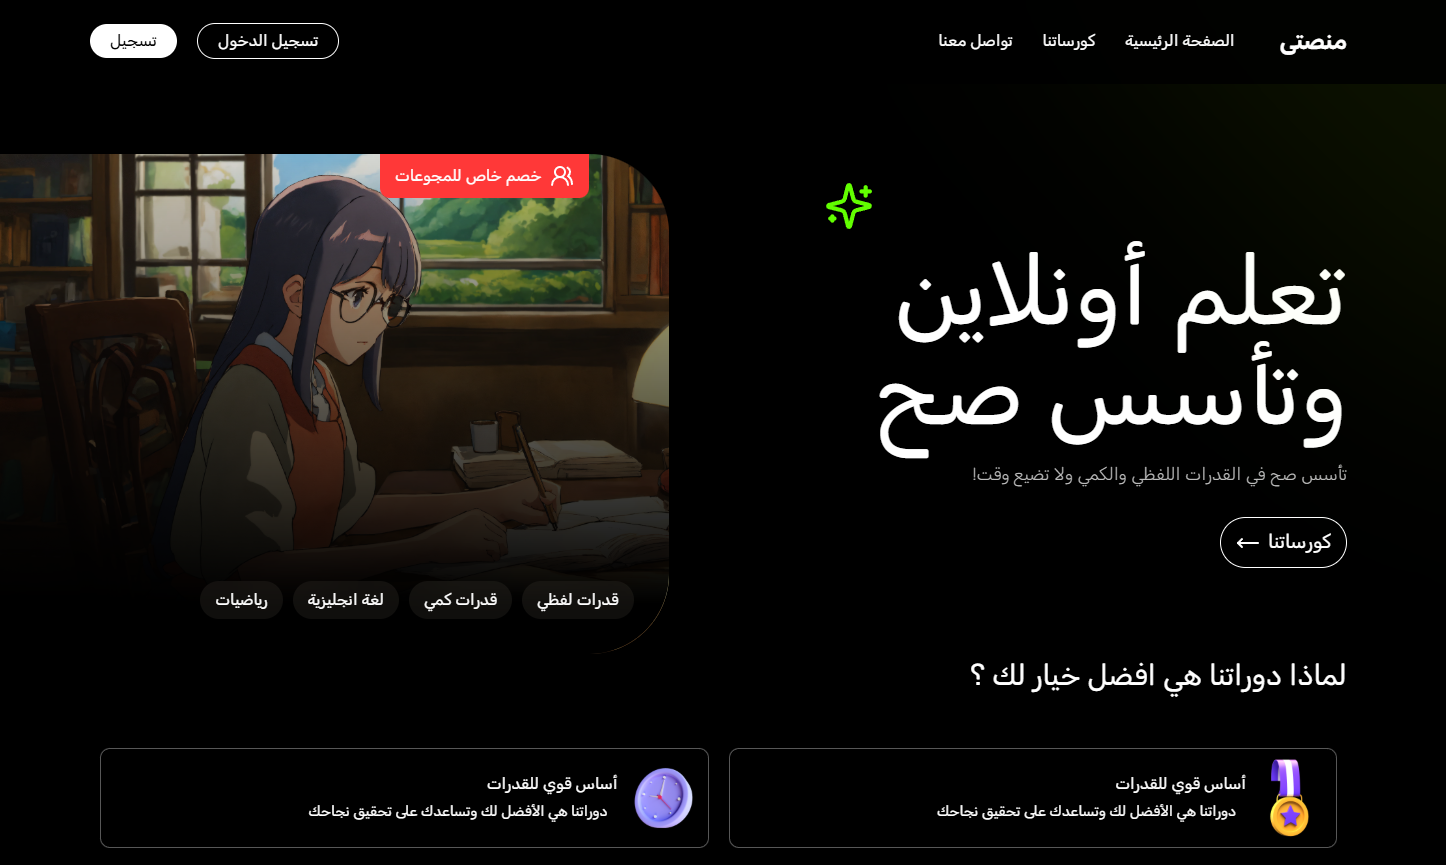 منصتى
الصفحة الرئيسية
كورساتنا
تواصل معنا
تسجيل الدخول
تسجيل
خصم خاص للمجوعات
تعلم أونلاين
وتأسس صح
تأسس صح في القدرات اللفظي والكمي ولا تضيع وقت!
كورساتنا
قدرات لفظي
قدرات كمي
لغة انجليزية
رياضيات
لماذا دوراتنا هي افضل خيار لك ؟
أساس قوي للقدرات
دوراتنا هي الأفضل لك وتساعدك على تحقيق نجاحك
أساس قوي للقدرات
دوراتنا هي الأفضل لك وتساعدك على تحقيق نجاحك